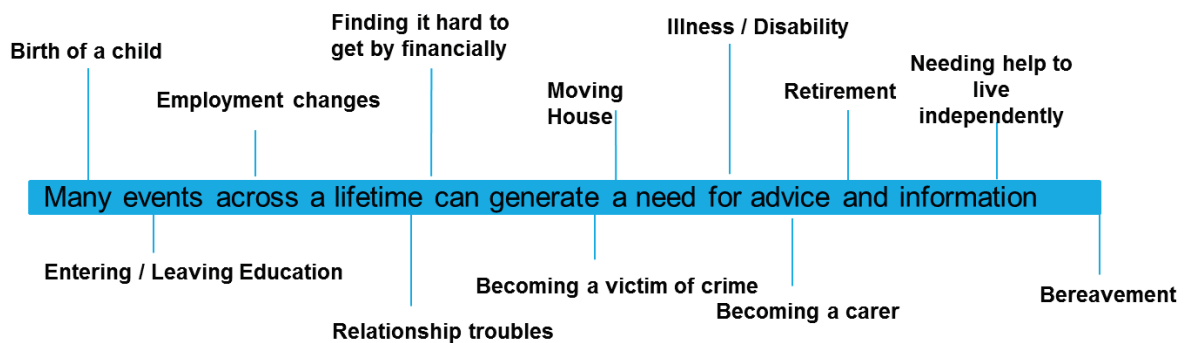 Finding it hard to
get by financially
Illness / Disability
Birth of a child
Needing help to
live
independently
Employment changes
Moving
House
Retirement
Many events across a lifetime can generate a need for advice and information
Entering / Leaving Education
Becoming a victim of crime
Becoming a carer
Bereavement
Relationship troubles